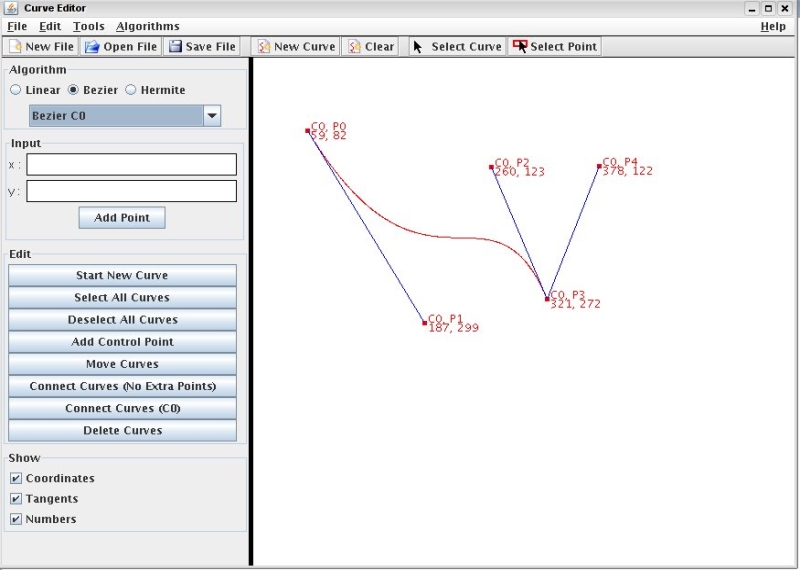 Curve Editor
File Edit Tools Algorithms Help
New File Open File Save File New Curve Clear Select Curve Select Point
Algorithm
Linear Bezier Hermite
Bezier C0
Input
x :
y :
Add Point
Edit
Start New Curve
Select All Curves
Deselect All Curves
Add Control Point
Move Curves
Connect Curves (No Extra Points)
Connect Curves (C0)
Delete Curves
Show
Coordinates
Tangents
Numbers
C0, P0
59, 82
C0, P2
260, 123
C0, P4
378, 122
C0, P3
321, 272
C0, P1
187, 299